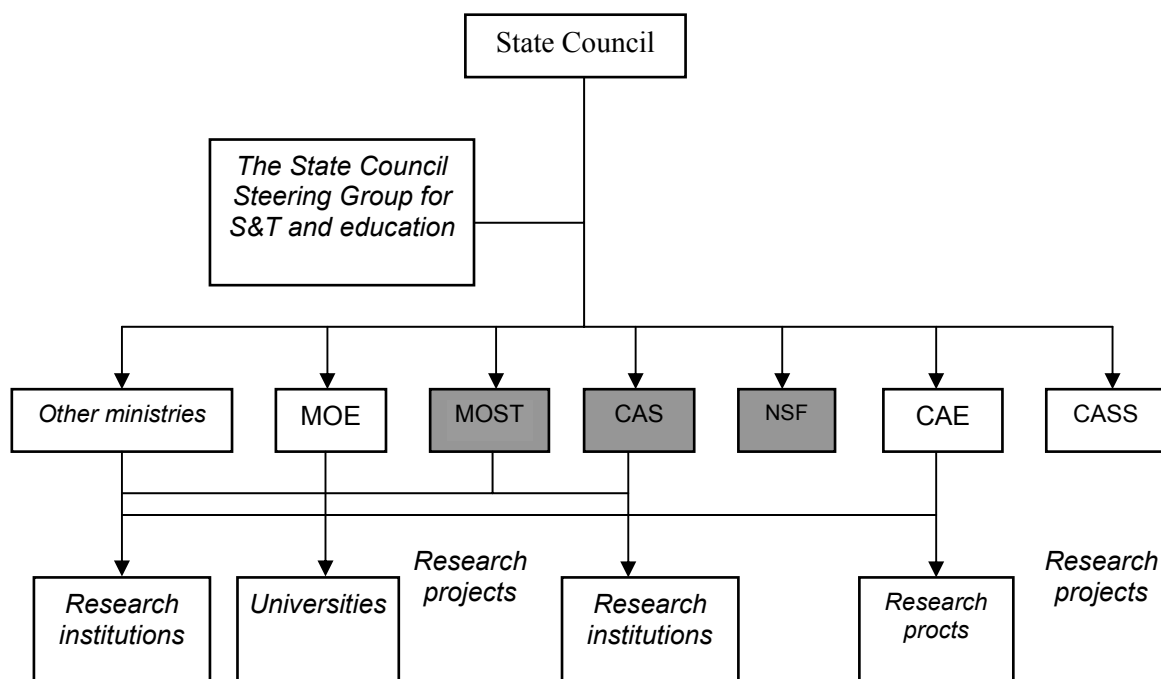 State Council
The State Council
Steering Group for
S&T and education
Other ministries
MOE
MOST
CAS
NSF
CAE
CASS
Research
institutions
Universities
Research
projects
Research
institutions
Research
procts
Research
projects